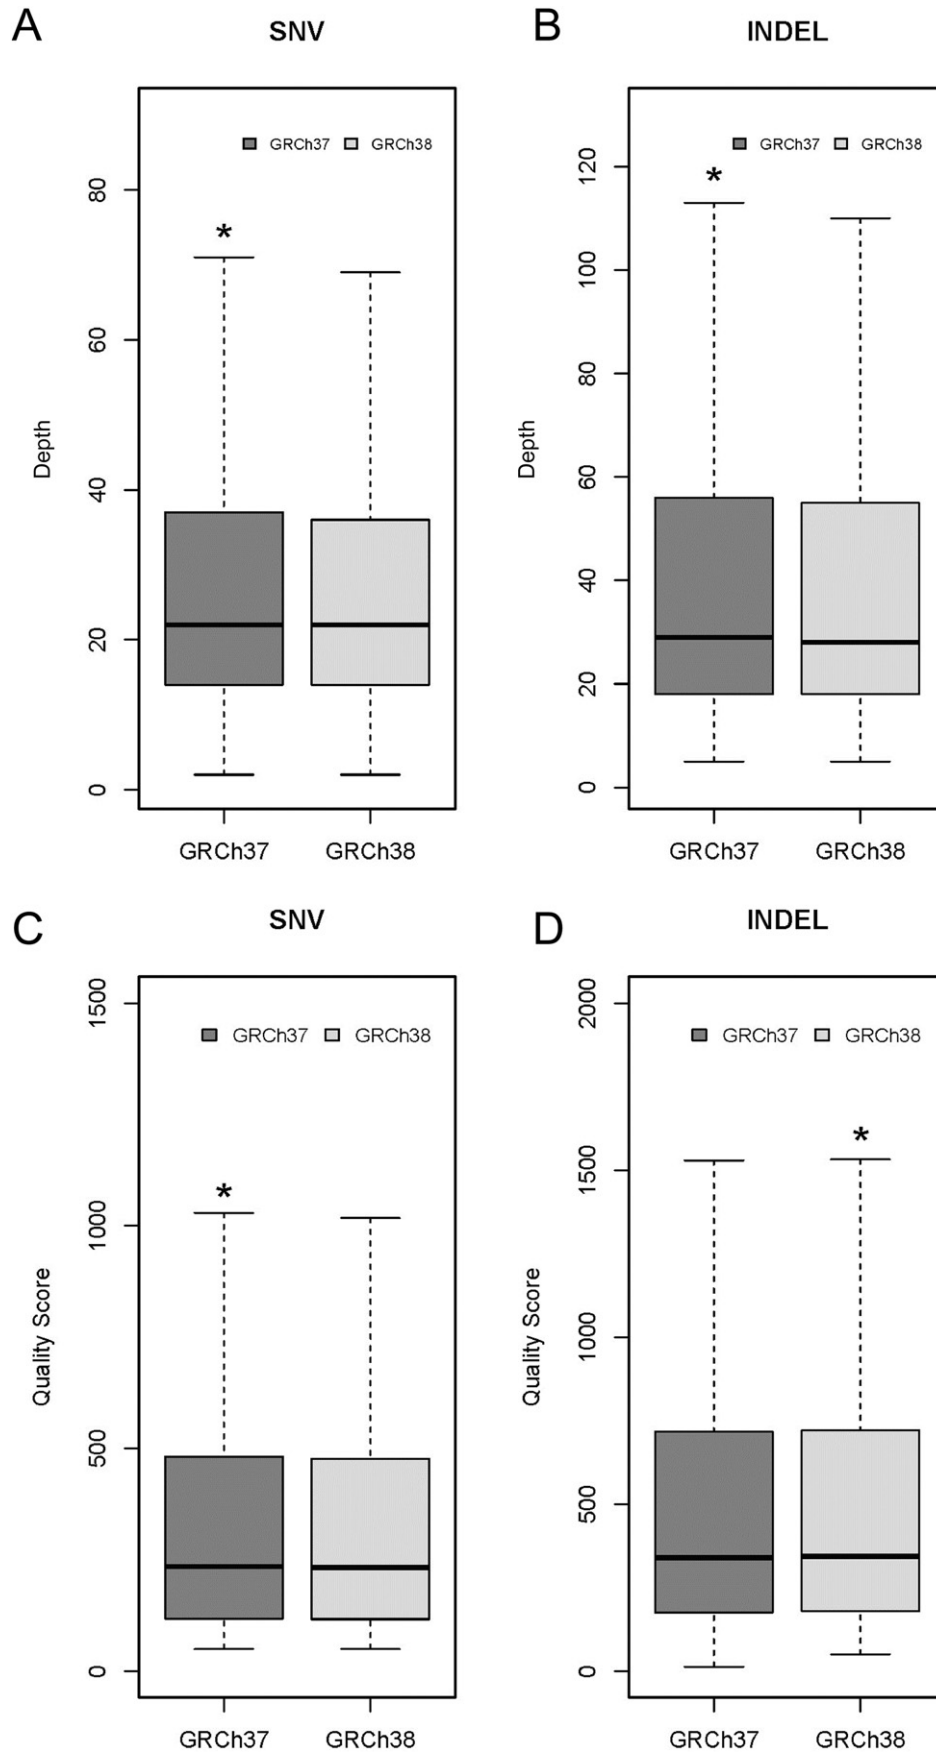 A
SNV
GRCh37 GRCh38
*
80
60
40
20
0
Depth
GRCh37 GRCh38
B
INDEL
GRCh37 GRCh38
*
120
100
80
60
40
20
0
Depth
GRCh37 GRCh38
C
SNV
GRCh37 GRCh38
*
1500
1000
500
0
Quality Score
GRCh37 GRCh38
D
INDEL
GRCh37 GRCh38
*
2000
1500
1000
500
0
Quality Score
GRCh37 GRCh38